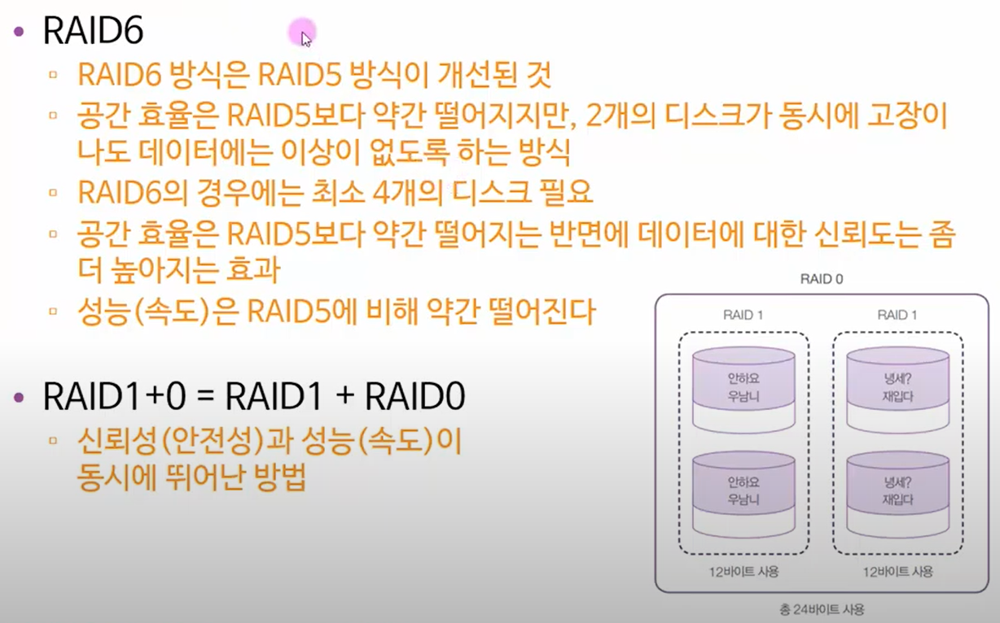 RAID6
RAID6 방식은 RAID5 방식이 개선된 것
공간 효율은 RAID5보다 약간 떨어지지만, 2개의 디스크가 동시에 고장이
나도 데이터에는 이상이 없도록 하는 방식
RAID6의 경우에는 최소 4개의 디스크 필요
공간 효율은 RAID5보다 약간 떨어지는 반면에 데이터에 대한 신뢰도는 좀
더 높아지는 효과
성능(속도)은 RAID5에 비해 약간 떨어진다
RAID1+0 = RAID1 + RAID0
신뢰성(안전성)과 성능(속도)이
동시에 뛰어난 방법
RAID 0
RAID 1
RAID 1
안하요
우남니
녕세?
재입다
안하요
우남니
녕세?
재입다
12바이트 사용
12바이트 사용
총 24바이트 사용